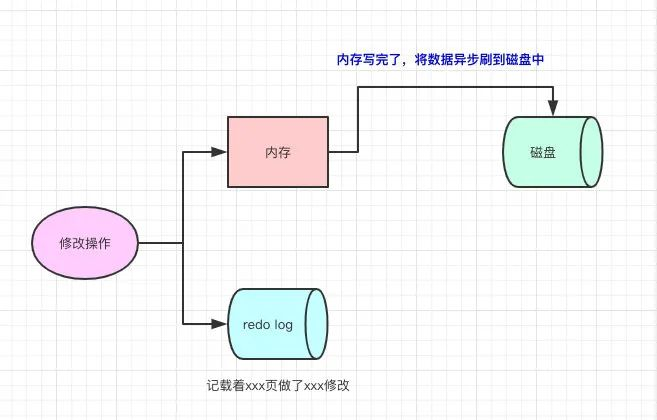 内存写完了，将数据异步刷到磁盘中
内存
磁盘
修改操作
redo log
记载着xxx页做了xxx修改